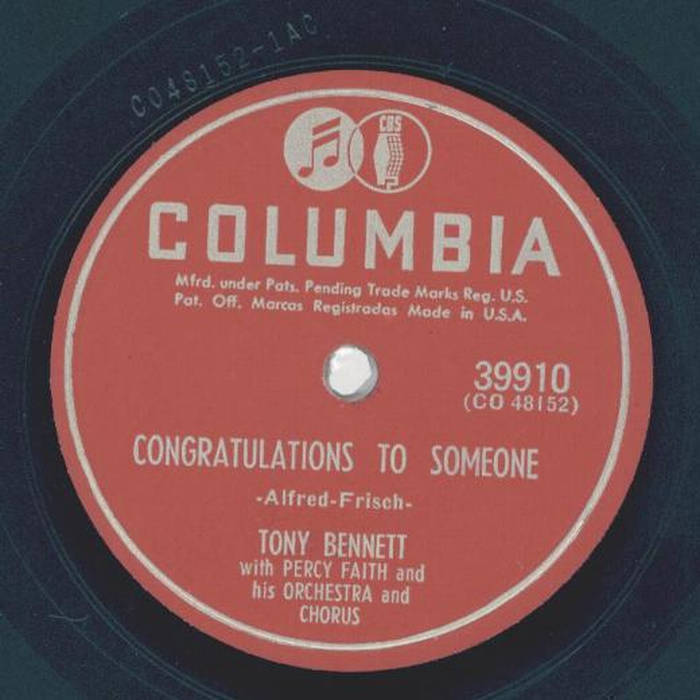 CO48152-1AC
CBS
COLUMBIA
Mfrd. under Pats. Pending Trade Marks Reg. U.S.
Pat. Off. Marcas Registradas Made in U.S.A.
39910
(CO 48152)
CONGRATULATIONS TO SOMEONE
-Alfred-Frisch-
TONY BENNETT
with PERCY FAITH and
his ORCHESTRA and
CHORUS